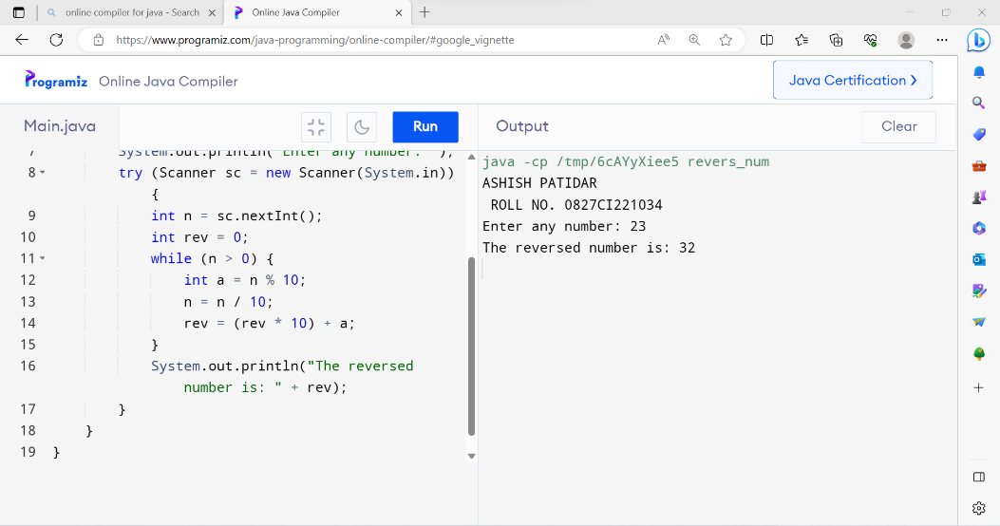 online compiler for java - Search
Online Java Compiler
https://www.programiz.com/java-programming/online-compiler/#google_vignette
Programiz Online Java Compiler
Java Certification
Main.java
Run
Output
Clear
7 System.out.println("Enter any number: ");
8 try (Scanner sc = new Scanner(System.in))
{
9 int n = sc.nextInt();
10 int rev = 0;
11 while (n > 0) {
12 int a = n % 10;
13 n = n / 10;
14 rev = (rev * 10) + a;
15 }
16 System.out.println("The reversed
number is: " + rev);
17 }
18 }
19 }
java -cp /tmp/6cAYyXiee5 revers_num
ASHISH PATIDAR
ROLL NO. 0827CI221034
Enter any number: 23
The reversed number is: 32